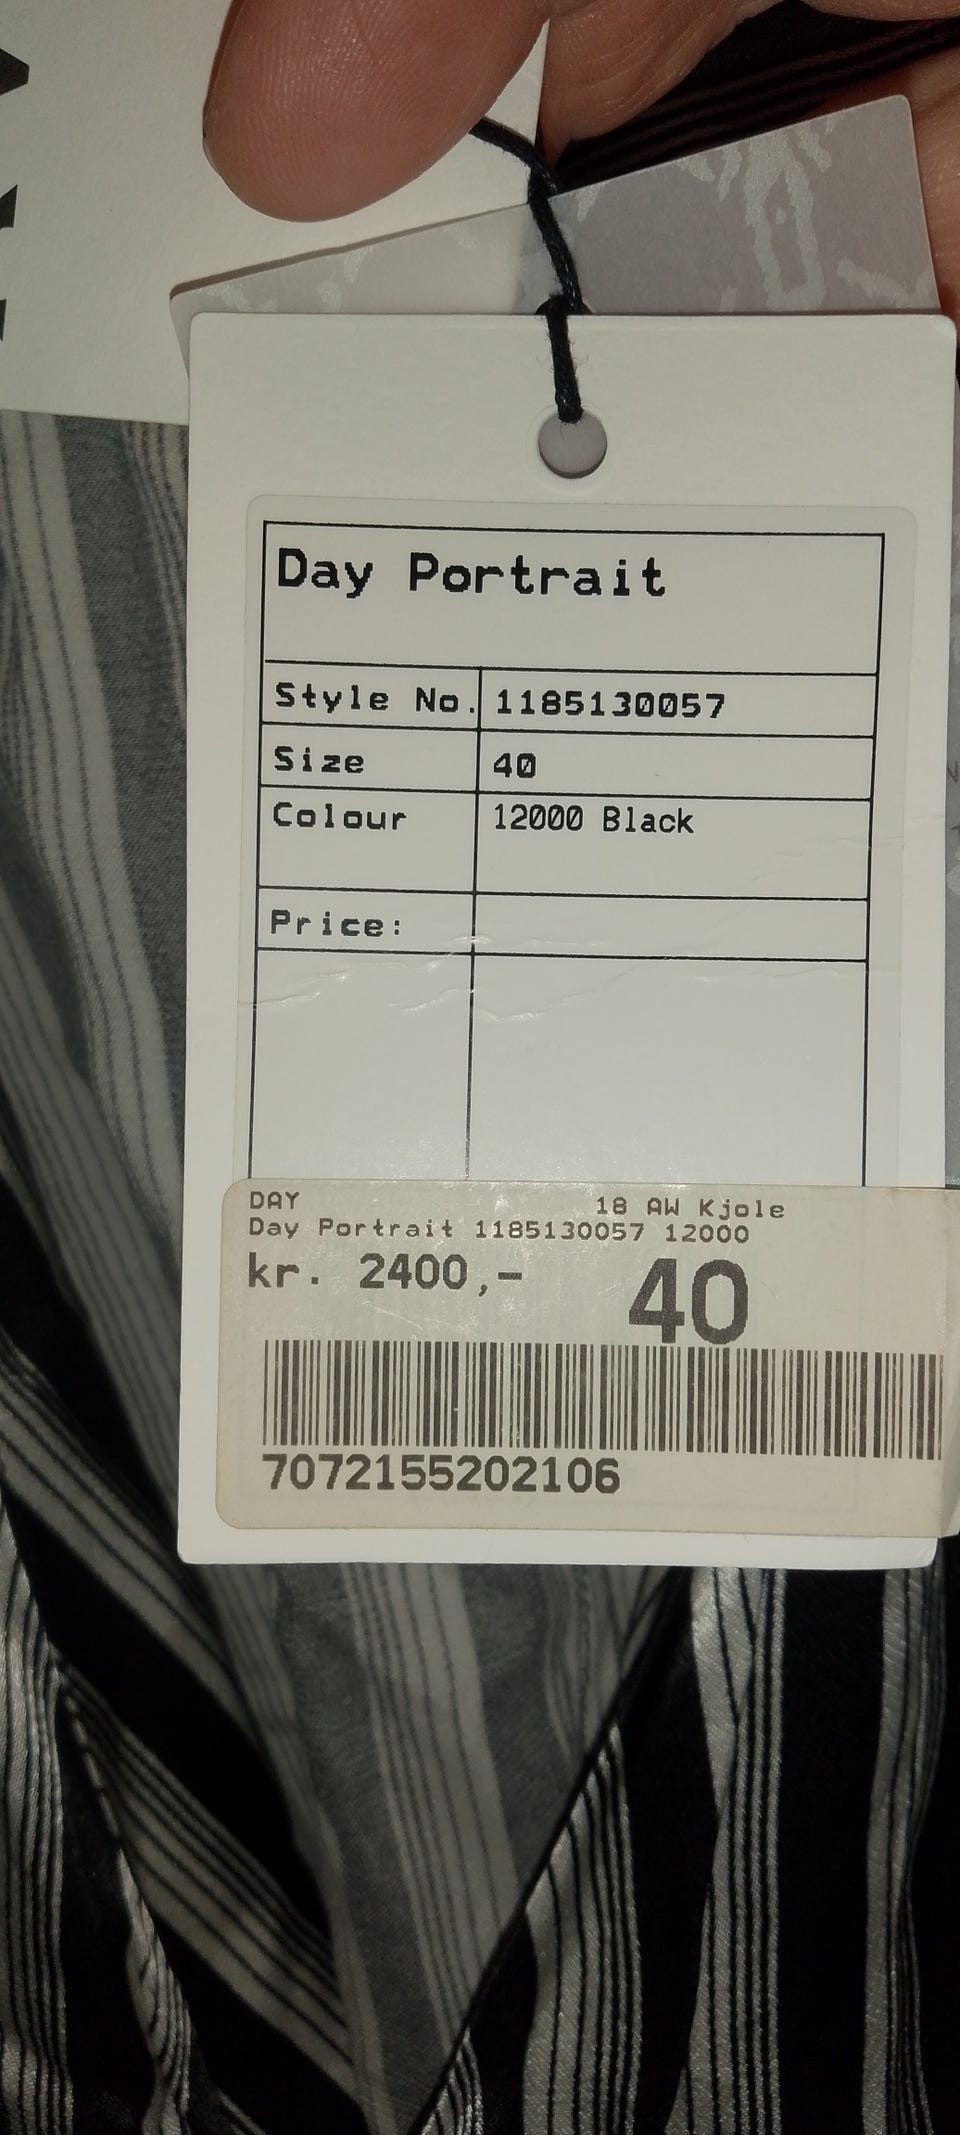 Day Portrait
Style No. 1185130057
Size 40
Colour 12000 Black
Price:
DAY 18 AW Kjole
Day Portrait 1185130057 12000
kr. 2400,- 40
7072155202106